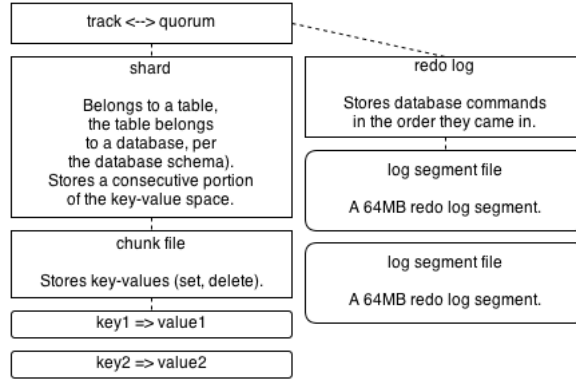 track <--> quorum
shard
Belongs to a table,
the table belongs
to a database, per
the database schema).
Stores a consecutive portion
of the key-value space.
chunk file
Stores key-values (set, delete).
key1 => value1
key2 => value2
redo log
Stores database commands
in the order they came in.
log segment file
A 64MB redo log segment.
log segment file
A 64MB redo log segment.